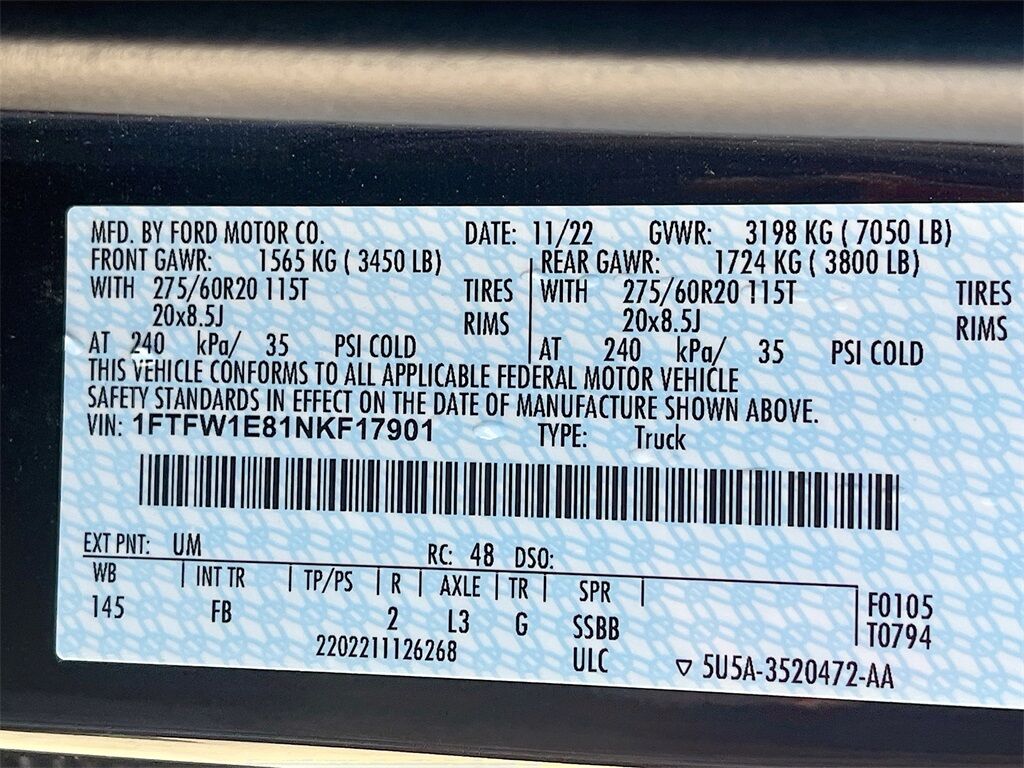 MFD. BY FORD MOTOR CO. DATE: 11/22 GVWR: 3198 KG ( 7050 LB)
FRONT GAWR: 1565 KG ( 3450 LB) REAR GAWR: 1724 KG ( 3800 LB)
WITH 275/60R20 115T TIRES WITH 275/60R20 115T TIRES
20x8.5J RIMS 20x8.5J RIMS
AT 240 kPa/ 35 PSI COLD AT 240 kPa/ 35 PSI COLD
THIS VEHICLE CONFORMS TO ALL APPLICABLE FEDERAL MOTOR VEHICLE
SAFETY STANDARDS IN EFFECT ON THE DATE OF MANUFACTURE SHOWN ABOVE.
VIN: 1FTFW1E81NKF17901 TYPE: Truck
EXT PNT: UM RC: 48 DSO:
WB INT TR TP/PS R AXLE TR SPR
145 FB 2 L3 G SSBB F0105
T0794
2202211126268 ULC ▽ 5U5A-3520472-AA